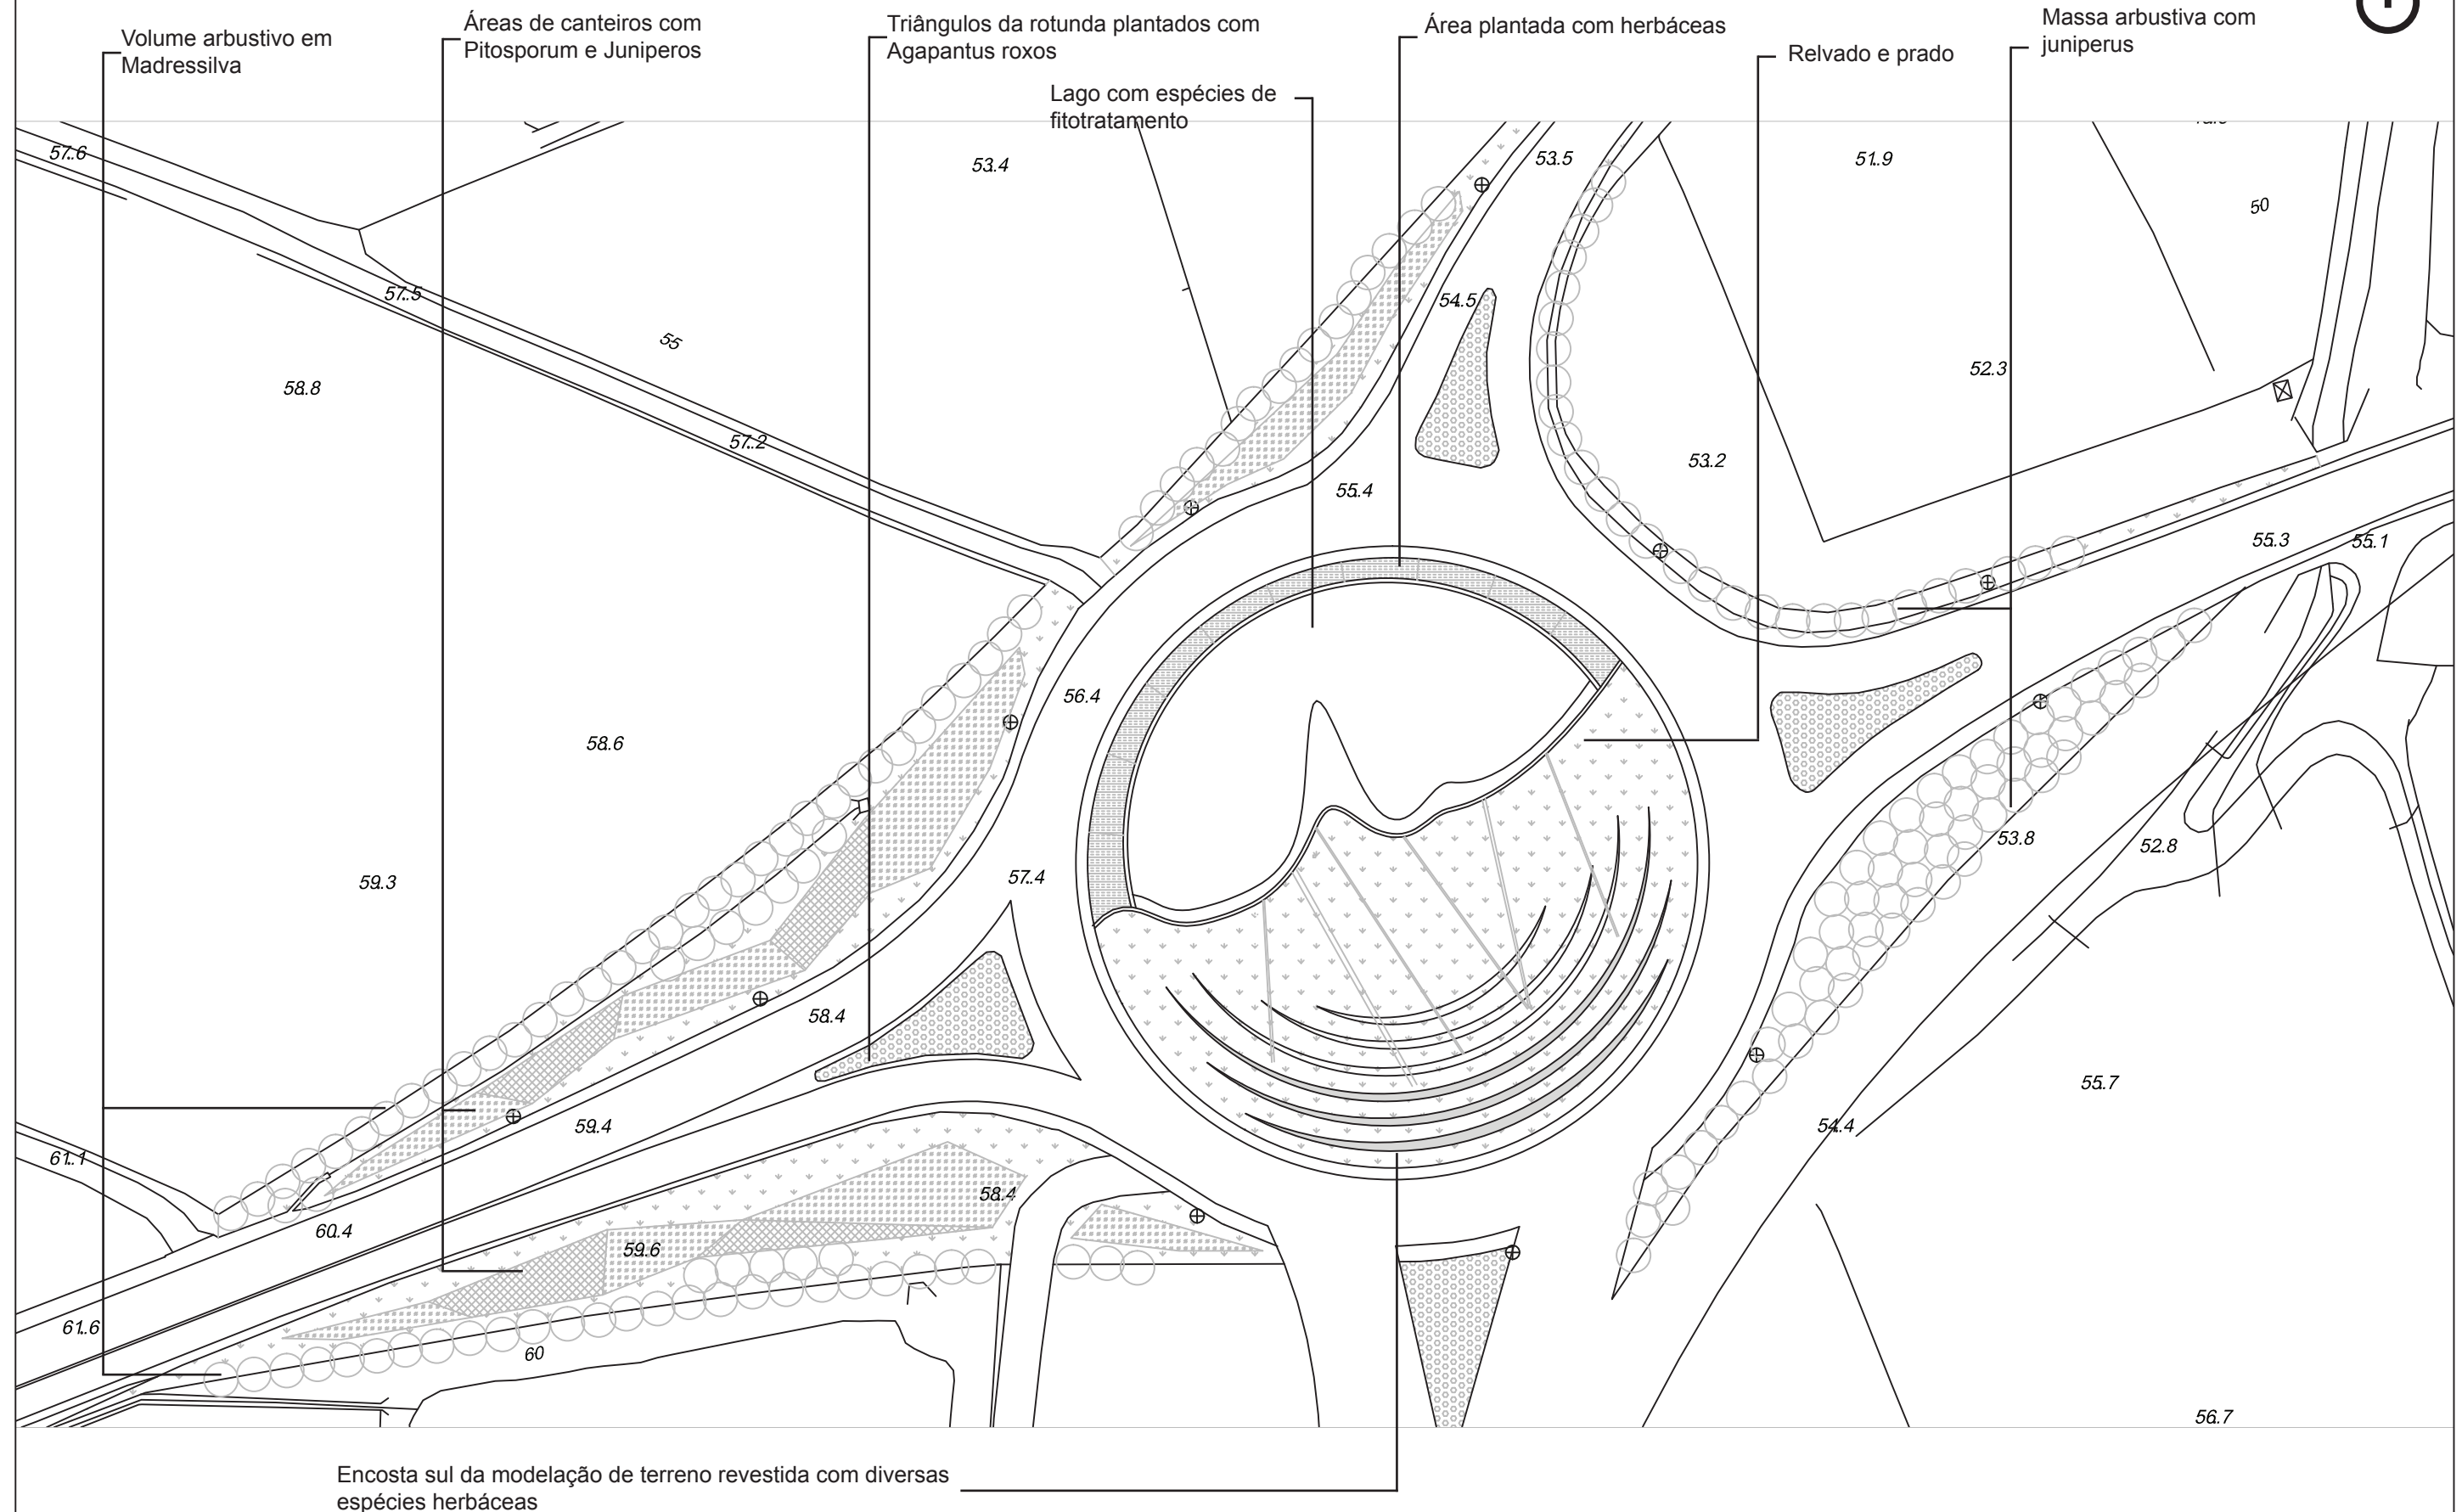 Volume arbustivo em
Madressilva
Áreas de canteiros com
Pitosporum e Juniperos
Triângulos da rotunda plantados com
Agapantus roxos
Lago com espécies de
fitotratamento
Área plantada com herbáceas
Relvado e prado
Massa arbustiva com
juniperus
57.6
53.4
53.5
51.9
50
57.5
54.5
55
58.8
52.3
57.2
53.2
55.4
55.3
55.1
56.4
58.6
53.8
52.8
59.3
57.4
58.4
55.7
59.4
54.4
61.1
58.4
60.4
59.6
61.6
60
56.7
Encosta sul da modelação de terreno revestida com diversas
espécies herbáceas